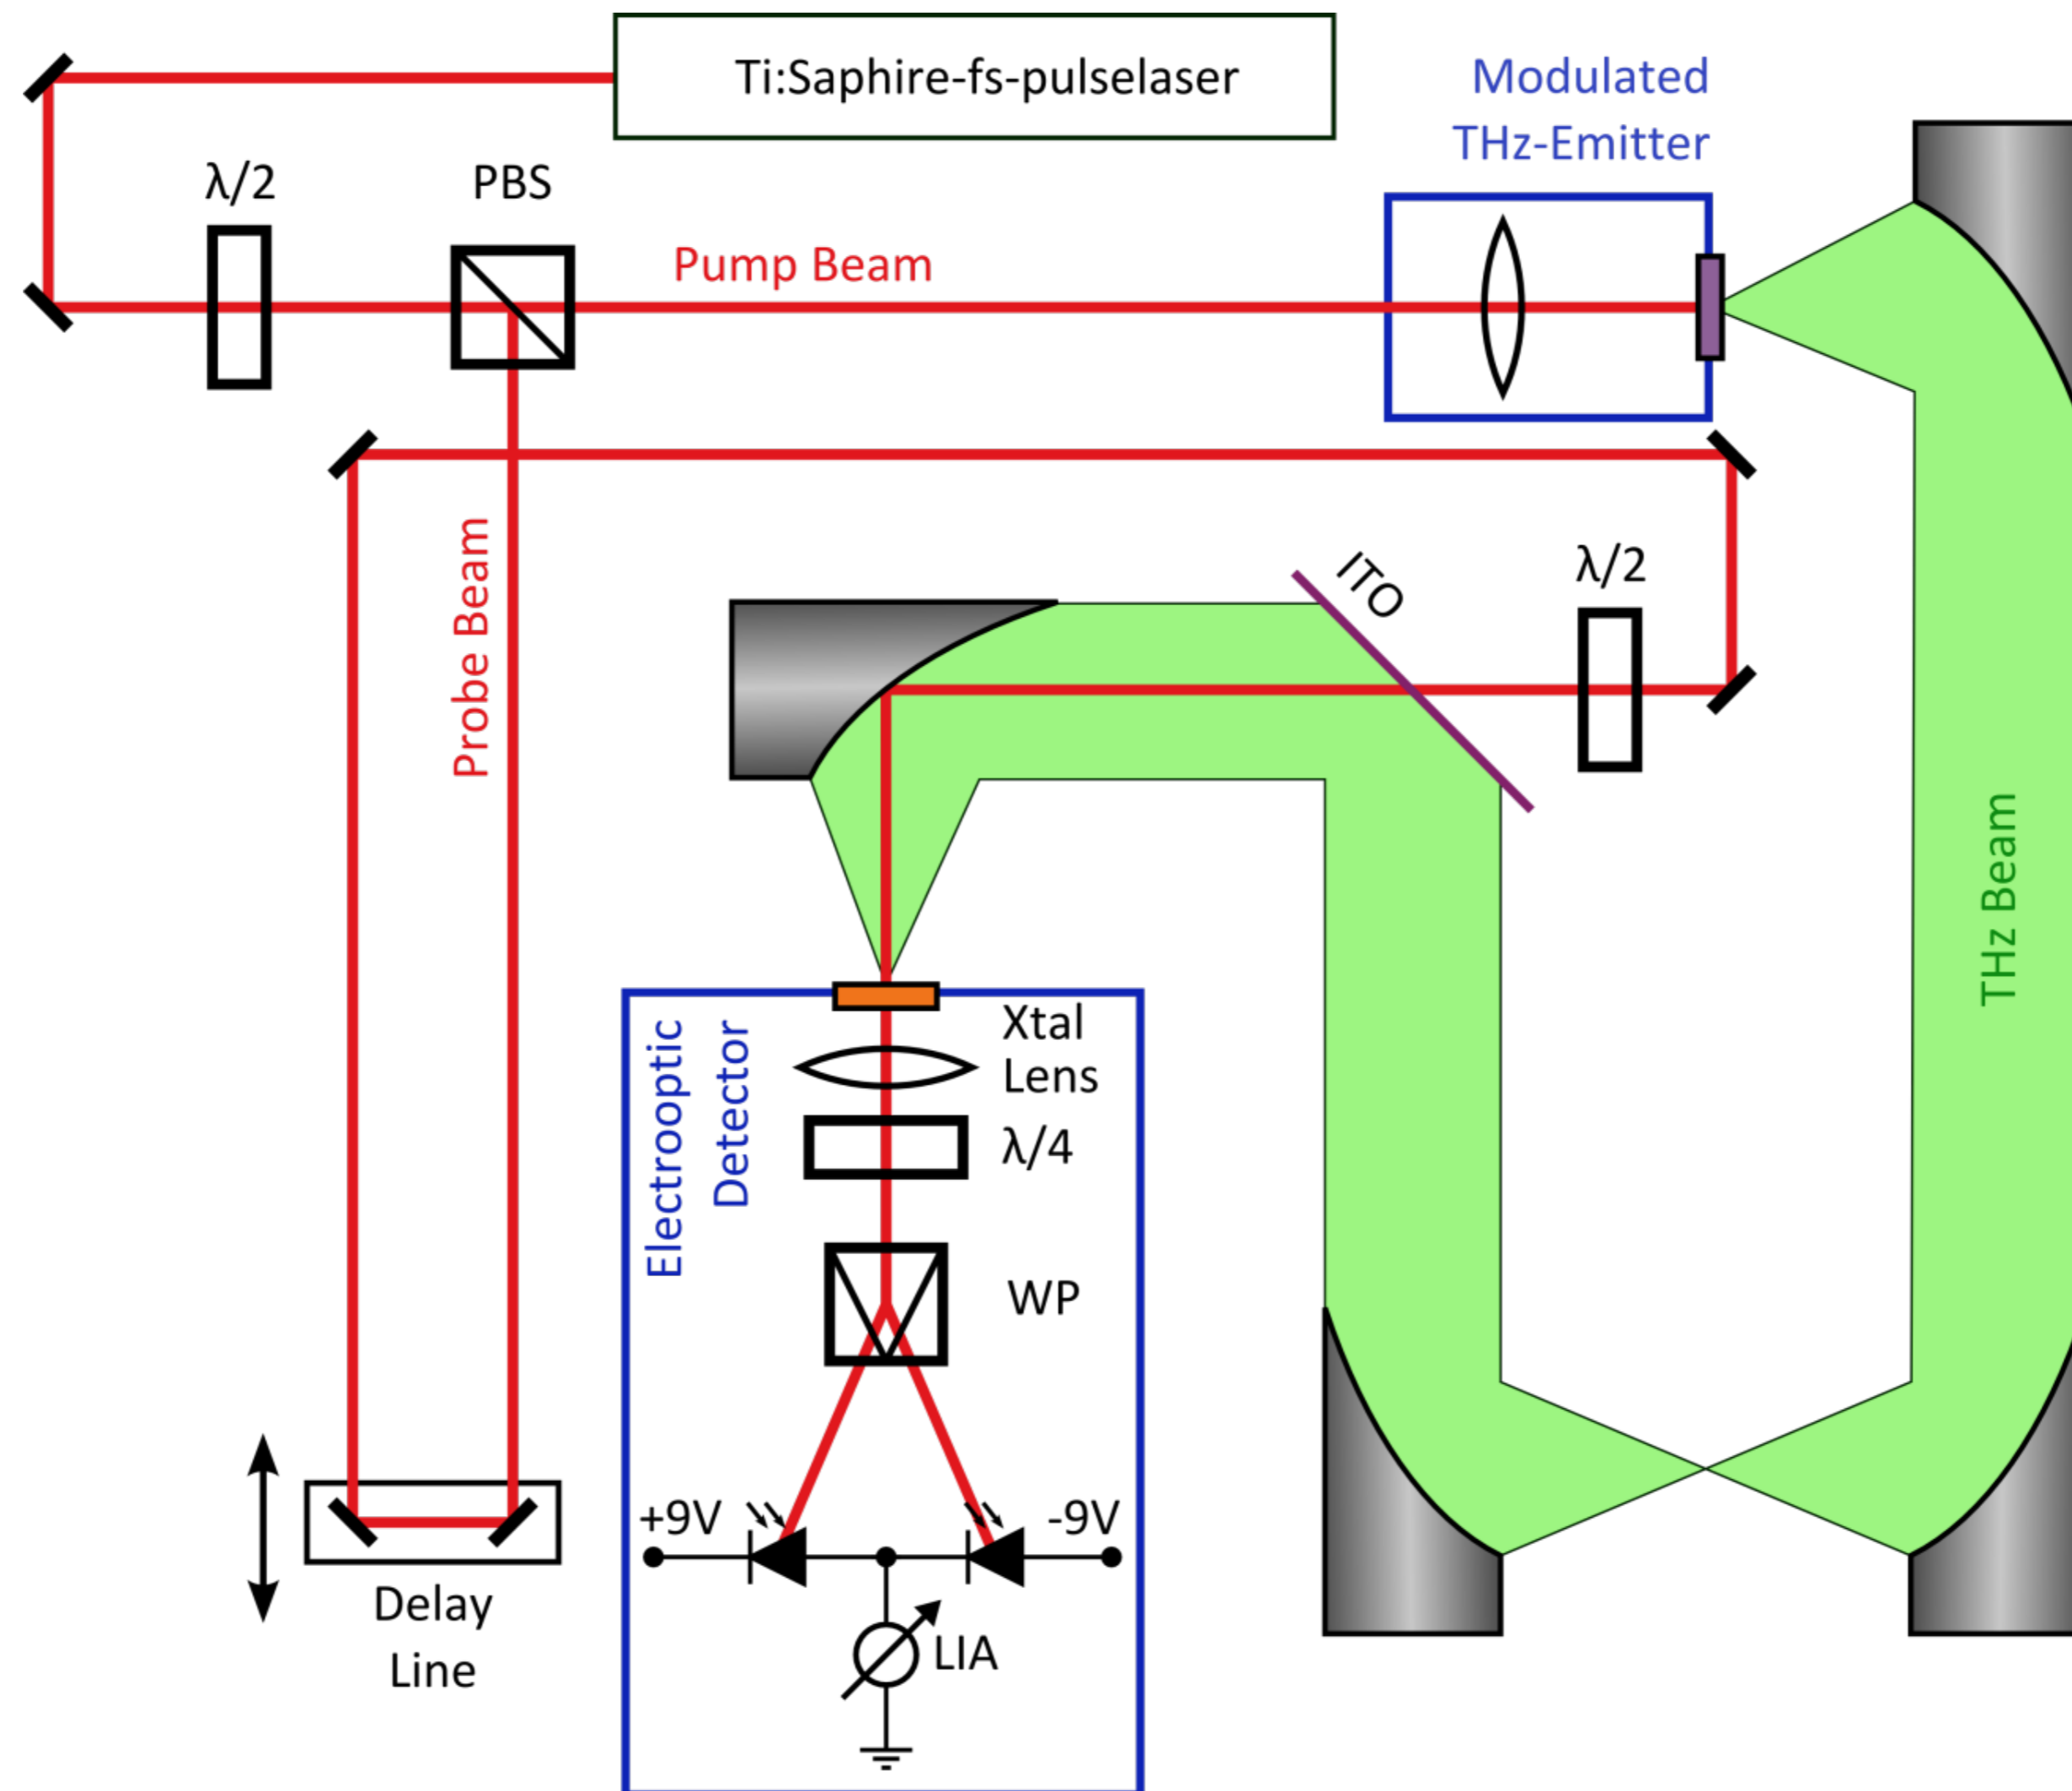 Ti:Saphire-fs-pulselaser
Modulated
THz-Emitter
λ/2
PBS
Pump Beam
Probe Beam
ITO
λ/2
THz Beam
Electrooptic
Detector
Xtal
Lens
λ/4
WP
+9V
-9V
LIA
Delay
Line